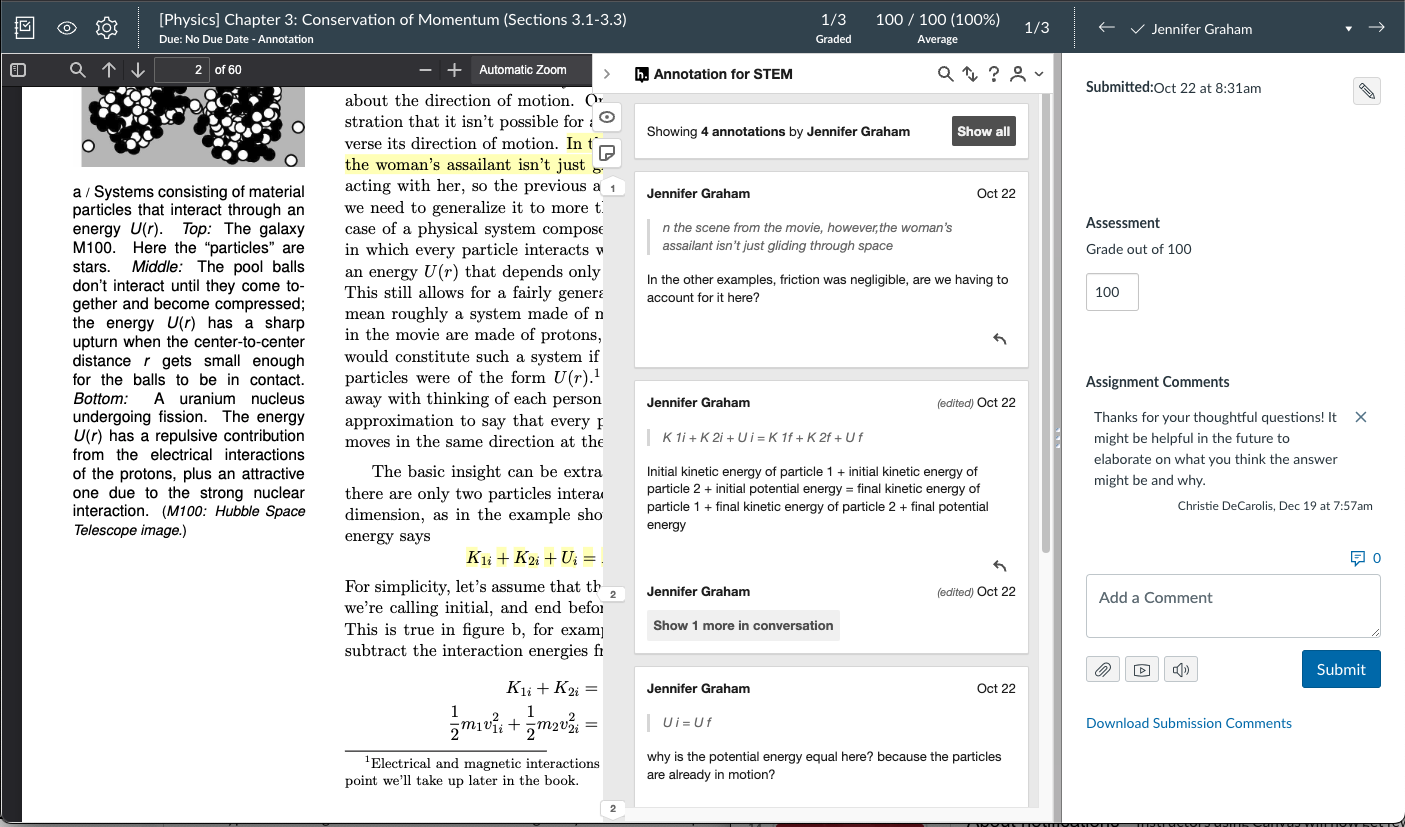 [Physics] Chapter 3: Conservation of Momentum (Sections 3.1-3.3)
Due: No Due Date - Annotation
1/3
Graded
100 / 100 (100%)
Average
1/3
Jennifer Graham
2 of 60
Automatic Zoom
a / Systems consisting of material
particles that interact through an
energy U(r). Top: The galaxy
M100. Here the “particles” are
stars. Middle: The pool balls
don’t interact until they come to-
gether and become compressed;
the energy U(r) has a sharp
upturn when the center-to-center
distance r gets small enough
for the balls to be in contact.
Bottom: A uranium nucleus
undergoing fission. The energy
U(r) has a repulsive contribution
from the electrical interactions
of the protons, plus an attractive
one due to the strong nuclear
interaction. (M100: Hubble Space
Telescope image.)
about the direction of motion.
stration that it isn’t possible for
verse its direction of motion. In
the woman’s assailant isn’t just
acting with her, so the previous
we need to generalize it to more
case of a physical system
in which every particle interacts
an energy U(r) that depends only
This still allows for a fairly
mean roughly a system made of
in the movie are made of protons,
would constitute such a system if
particles were of the form U(r).¹
away with thinking of each person
approximation to say that every
moves in the same direction at the
The basic insight can be
there are only two particles
dimension, as in the example
energy says
K1i + K2i + Ui =
For simplicity, let’s assume that
we’re calling initial, and end
This is true in figure b, for
subtract the interaction energies
K1i + K2i =
1/2 m1v²1i + 1/2 m2v²2i =
¹Electrical and magnetic interactions
point we’ll take up later in the book.
1
2
2
h. Annotation for STEM
?
Showing 4 annotations by Jennifer Graham
Show all
Jennifer Graham Oct 22
n the scene from the movie, however,the woman’s
assailant isn’t just gliding through space
In the other examples, friction was negligible, are we having to
account for it here?
Jennifer Graham (edited) Oct 22
K 1i + K 2i + U i = K 1f + K 2f + U f
Initial kinetic energy of particle 1 + initial kinetic energy of
particle 2 + initial potential energy = final kinetic energy of
particle 1 + final kinetic energy of particle 2 + final potential
energy
Jennifer Graham (edited) Oct 22
Show 1 more in conversation
Jennifer Graham Oct 22
U i = U f
why is the potential energy equal here? because the particles
are already in motion?
Submitted:Oct 22 at 8:31am
Assessment
Grade out of 100
100
Assignment Comments
Thanks for your thoughtful questions! It
might be helpful in the future to
elaborate on what you think the answer
might be and why.
Christie DeCarolis, Dec 19 at 7:57am
0
Add a Comment
Submit
Download Submission Comments